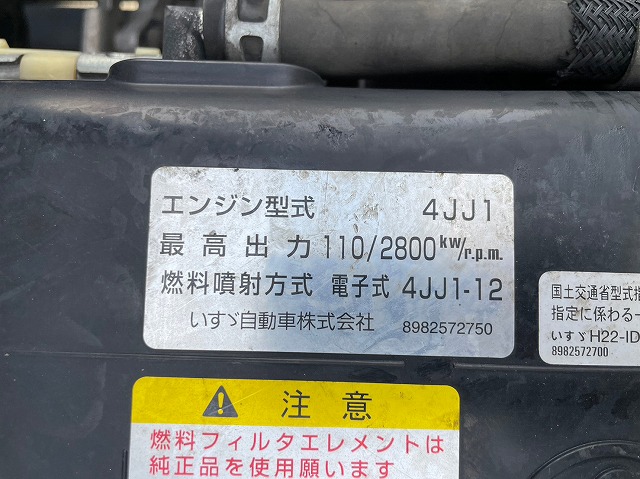 エンジン型式 4JJ1
最高出力 110/2800kw/r.p.m.
燃料噴射方式 電子式 4JJ1-12
いすゞ自動車株式会社 8982572750
国土交通省型式指
指定に係わる一
いすゞH22-ID
8982572700
注意
燃料フィルタエレメントは
純正品を使用願います